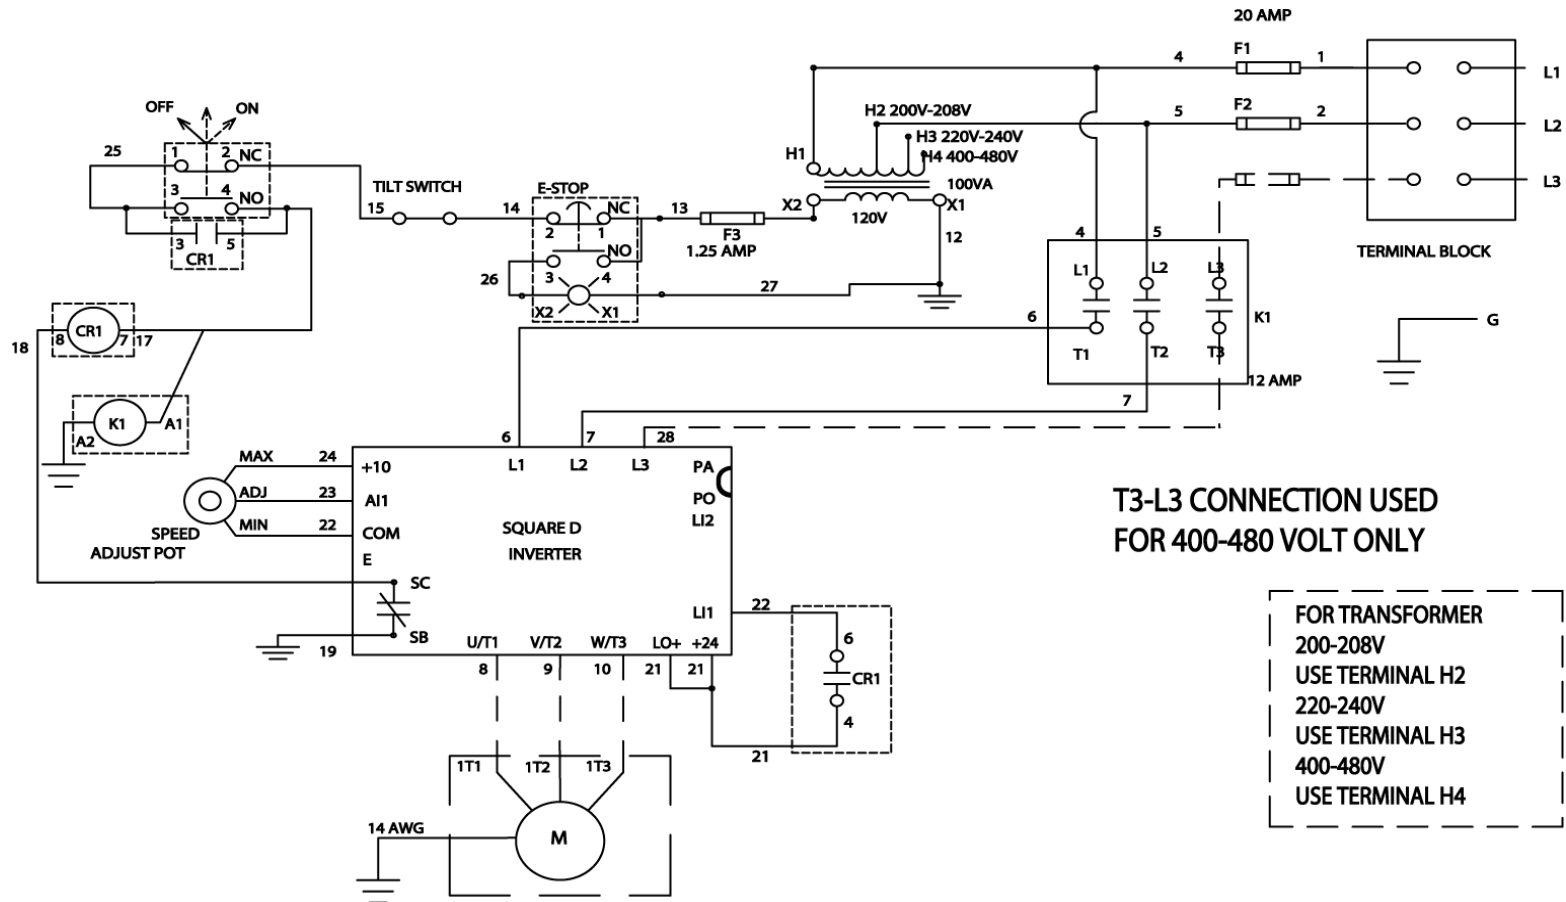 20 AMP
F1
4
1
L1
OFF
ON
H2 200V-208V
5
F2
2
L2
H3 220V-240V
25
1
2
NC
H1
H4 400-480V
3
4
NO
TILT SWITCH
E-STOP
100VA
L3
15
14
NC
13
X2
120V
X1
2
1
F3
1.25 AMP
12
3
5
CR1
NO
4
5
TERMINAL BLOCK
26
3
4
27
L1
L2
L3
X2
X1
6
K1
G
18
8
CR1
7
17
T1
T2
T3
12 AMP
7
K1
A1
A2
6
7
28
MAX
24
+10
L1
L2
L3
PA
ADJ
23
AI1
PO
T3-L3 CONNECTION USED
MIN
22
COM
LI2
FOR 400-480 VOLT ONLY
SPEED
ADJUST POT
SQUARE D
INVERTER
E
SC
LI1
22
FOR TRANSFORMER
200-208V
USE TERMINAL H2
220-240V
USE TERMINAL H3
400-480V
USE TERMINAL H4
19
SB
U/T1
V/T2
W/T3
LO+
+24
6
8
9
10
21
21
CR1
4
21
1T1
1T2
1T3
14 AWG
M